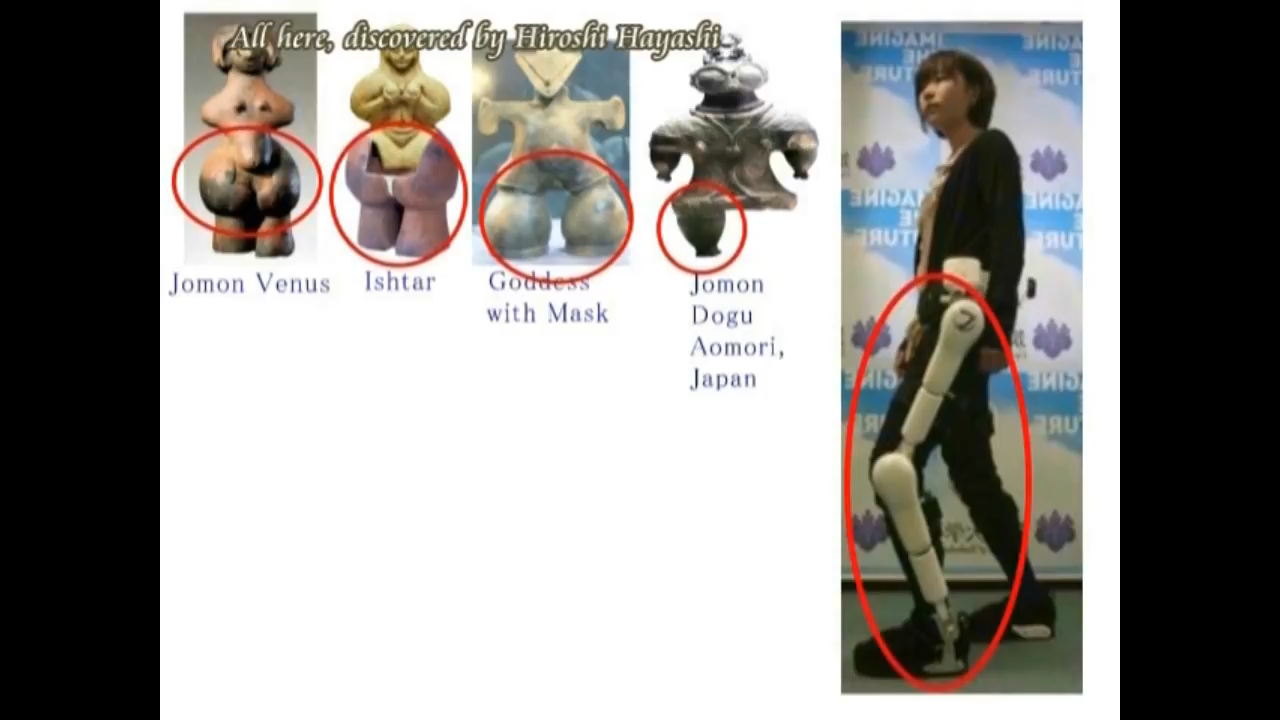 All here, discovered by Hiroshi Hayashi
Jomon Venus
Ishtar
Goddess
with Mask
Jomon
Dogu
Aomori,
Japan
IMAGINE
THE
FUTURE